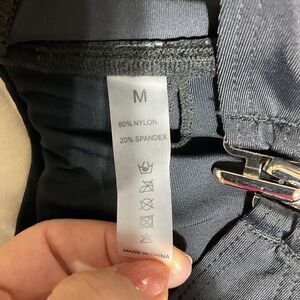 M
80% NYLON
20% SPANDEX
MADE IN CHINA